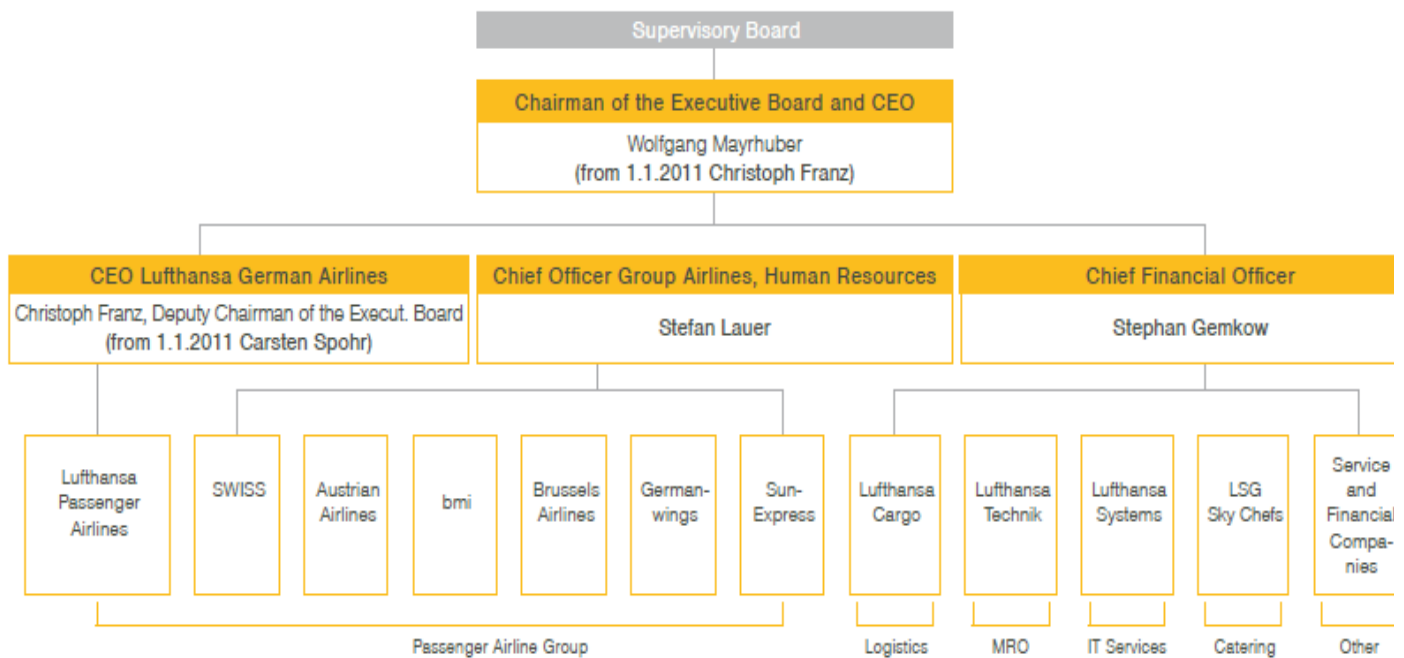 Supervisory Board
Chairman of the Executive Board and CEO
Wolfgang Mayrhuber
(from 1.1.2011 Christoph Franz)
CEO Lufthansa German Airlines
Christoph Franz, Deputy Chairman of the Execut. Board
(from 1.1.2011 Carsten Spohr)
Chief Officer Group Airlines, Human Resources
Stefan Lauer
Chief Financial Officer
Stephan Gemkow
Lufthansa
Passenger
Airlines
SWISS
Austrian
Airlines
bmi
Brussels
Airlines
German-
wings
Sun-
Express
Lufthansa
Cargo
Lufthansa
Technik
Lufthansa
Systems
LSG
Sky Chefs
Service
and
Financial
Compa-
nies
Passenger Airline Group
Logistics
MRO
IT Services
Catering
Other